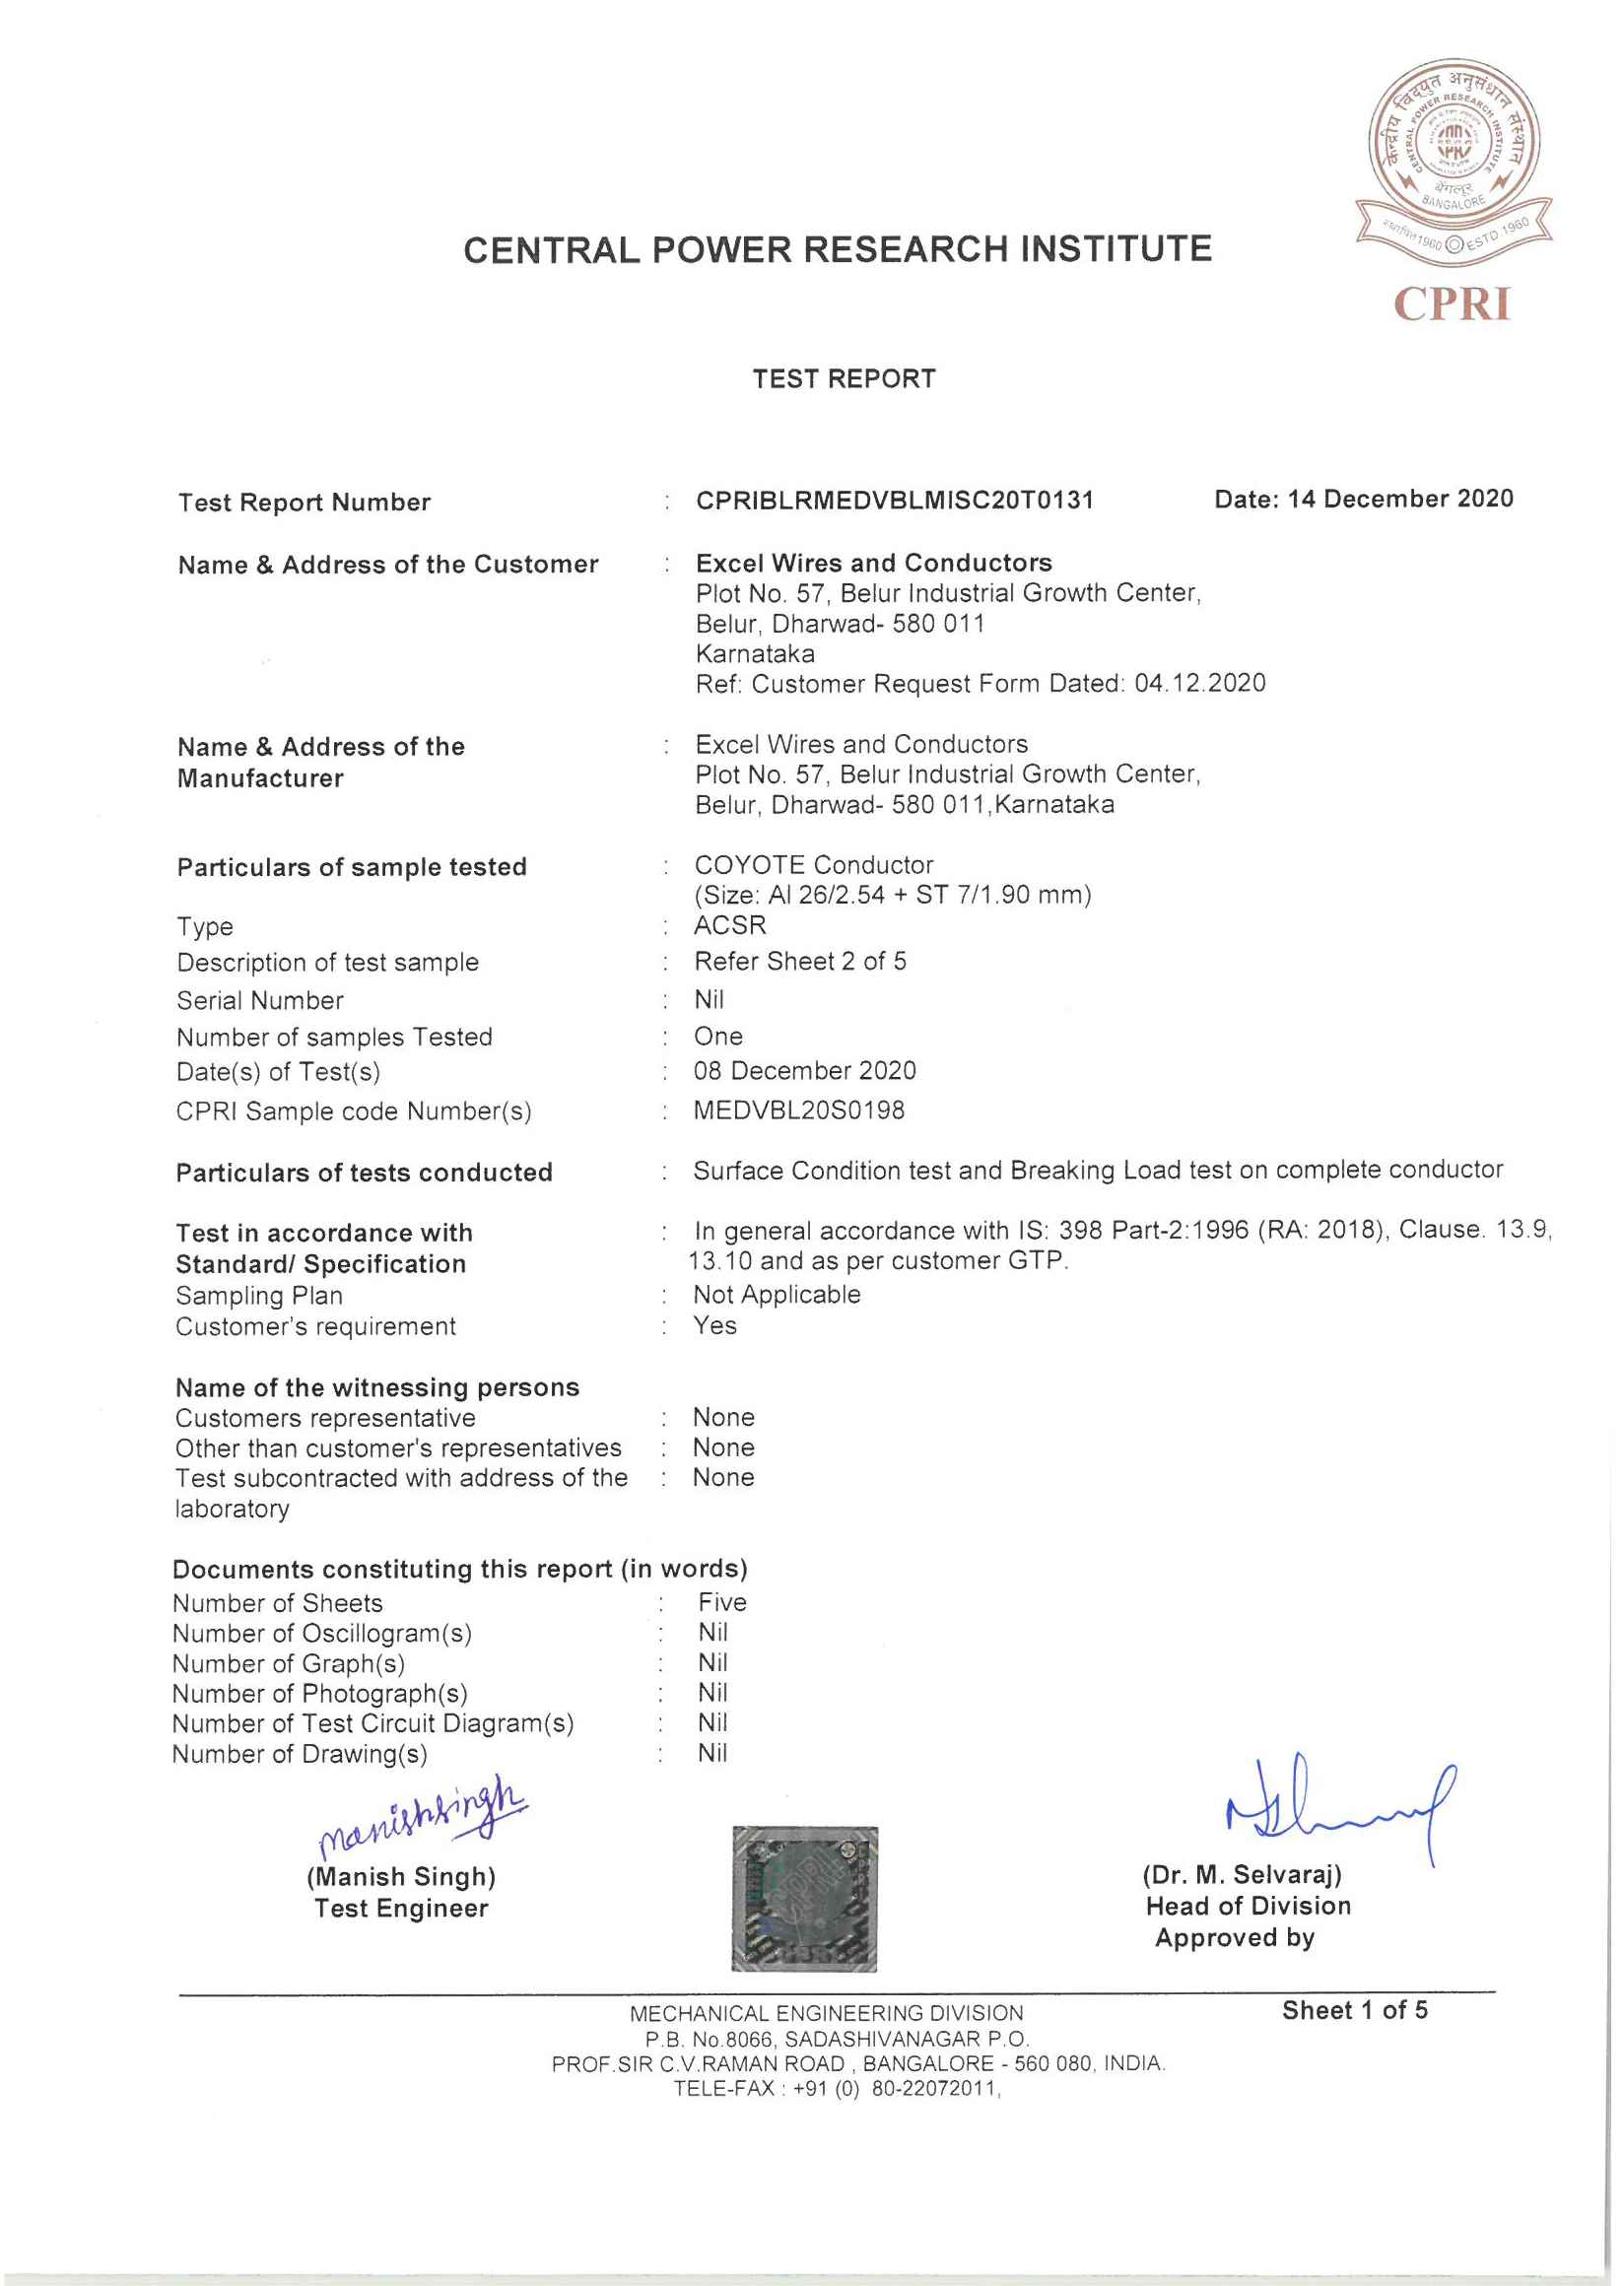 केन्द्रीय विद्युत अनुसंधान संस्थान
CENTRAL POWER RESEARCH INSTITUTE
बेंगलूर
BANGALORE
1960 ESTD 1960
CPRI
CENTRAL POWER RESEARCH INSTITUTE
TEST REPORT
Test Report Number : CPRIBLRMEDVBLMISC20T0131 Date: 14 December 2020
Name & Address of the Customer : Excel Wires and Conductors
Plot No. 57, Belur Industrial Growth Center,
Belur, Dharwad- 580 011
Karnataka
Ref: Customer Request Form Dated: 04.12.2020
Name & Address of the : Excel Wires and Conductors
Manufacturer Plot No. 57, Belur Industrial Growth Center,
Belur, Dharwad- 580 011,Karnataka
Particulars of sample tested : COYOTE Conductor
(Size: Al 26/2.54 + ST 7/1.90 mm)
Type : ACSR
Description of test sample : Refer Sheet 2 of 5
Serial Number : Nil
Number of samples Tested : One
Date(s) of Test(s) : 08 December 2020
CPRI Sample code Number(s) : MEDVBL20S0198
Particulars of tests conducted : Surface Condition test and Breaking Load test on complete conductor
Test in accordance with : In general accordance with IS: 398 Part-2:1996 (RA: 2018), Clause. 13.9,
Standard/ Specification 13.10 and as per customer GTP.
Sampling Plan : Not Applicable
Customer's requirement : Yes
Name of the witnessing persons
Customers representative : None
Other than customer's representatives : None
Test subcontracted with address of the : None
laboratory
Documents constituting this report (in words)
Number of Sheets : Five
Number of Oscillogram(s) : Nil
Number of Graph(s) : Nil
Number of Photograph(s) : Nil
Number of Test Circuit Diagram(s) : Nil
Number of Drawing(s) : Nil
manishsingh
(Manish Singh)
Test Engineer
CPRI
(Dr. M. Selvaraj)
Head of Division
Approved by
MECHANICAL ENGINEERING DIVISION Sheet 1 of 5
P.B. No.8066, SADASHIVANAGAR P.O.
PROF.SIR C.V.RAMAN ROAD , BANGALORE - 560 080, INDIA.
TELE-FAX : +91 (0) 80-22072011,